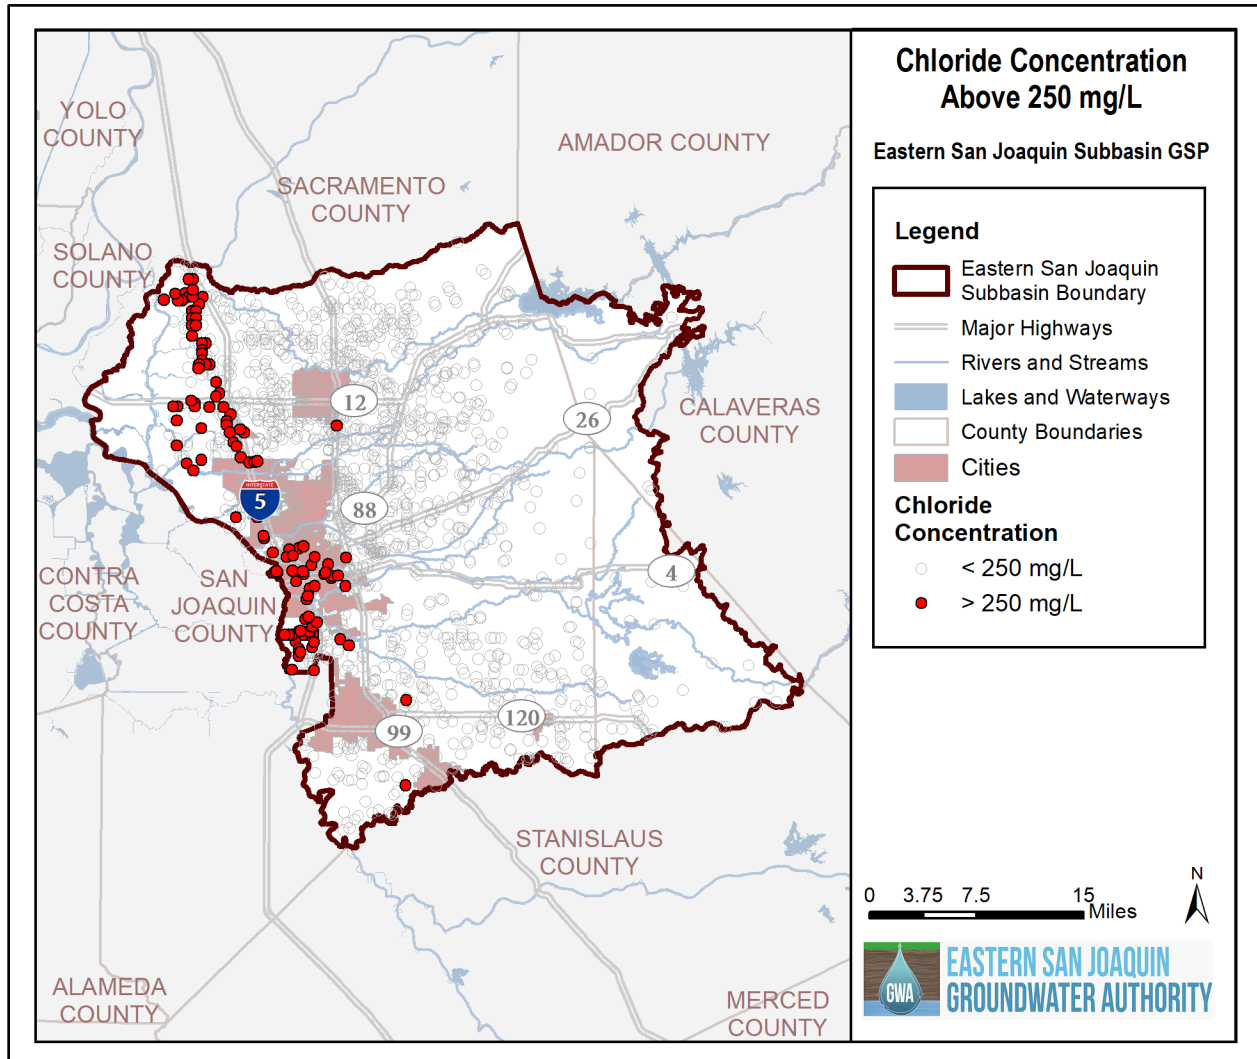 Chloride Concentration
Above 250 mg/L
Eastern San Joaquin Subbasin GSP
Legend
Eastern San Joaquin
Subbasin Boundary
Major Highways
Rivers and Streams
Lakes and Waterways
County Boundaries
Cities
Chloride
Concentration
< 250 mg/L
> 250 mg/L
YOLO
COUNTY
AMADOR COUNTY
SACRAMENTO
COUNTY
SOLANO
COUNTY
12
26
CALAVERAS
COUNTY
INTERSTATE
5
88
4
CONTRA
COSTA
COUNTY
SAN
JOAQUIN
COUNTY
120
99
STANISLAUS
COUNTY
ALAMEDA
COUNTY
MERCED
COUNTY
N
0 3.75 7.5 15
Miles
GWA
EASTERN SAN JOAQUIN
GROUNDWATER AUTHORITY